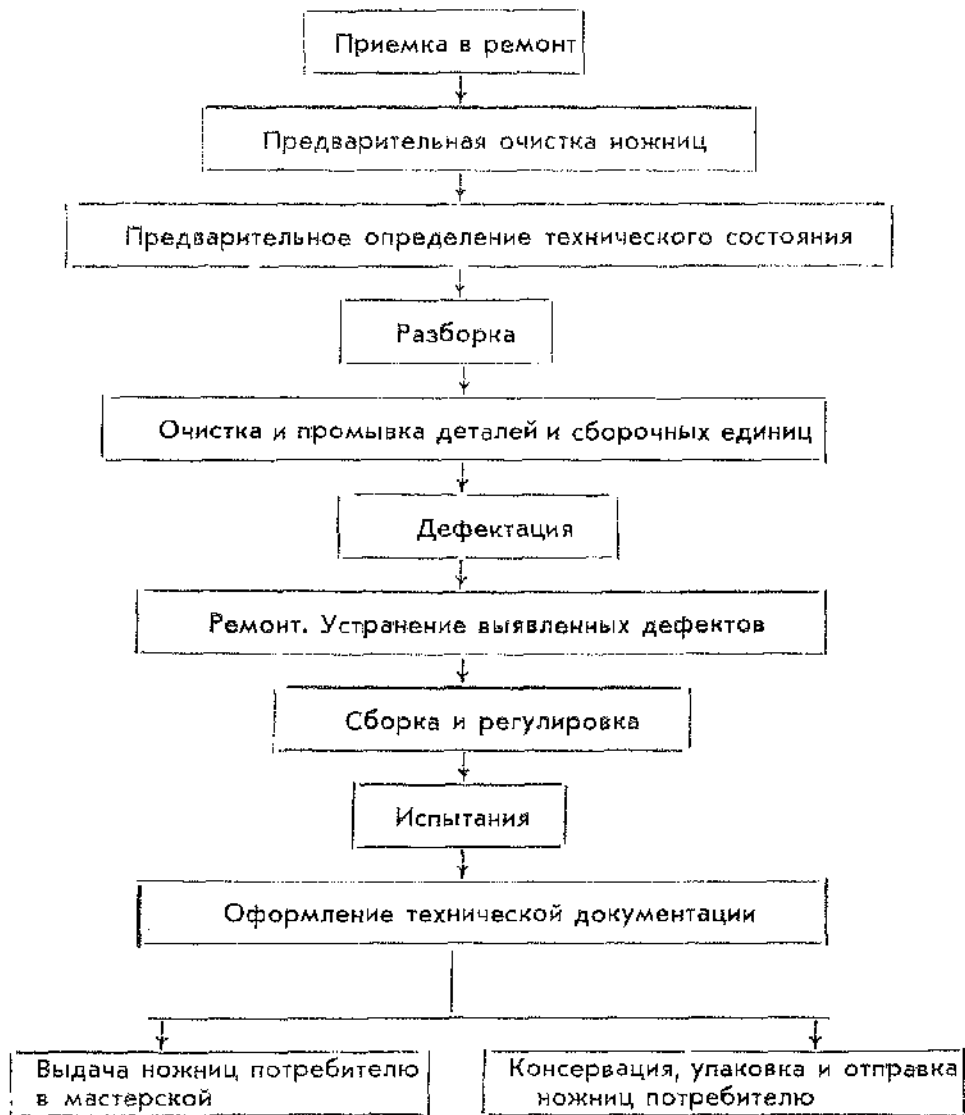 Приемка в ремонт
Предварительная очистка ножниц
Предварительное определение технического состояния
Разборка
Очистка и промывка деталей и сборочных единиц
Дефектация
Ремонт. Устранение выявленных дефектов
Сборка и регулировка
Испытания
Оформление технической документации
Выдача ножниц потребителю
в мастерской
Консервация, упаковка и отправка
ножниц потребителю